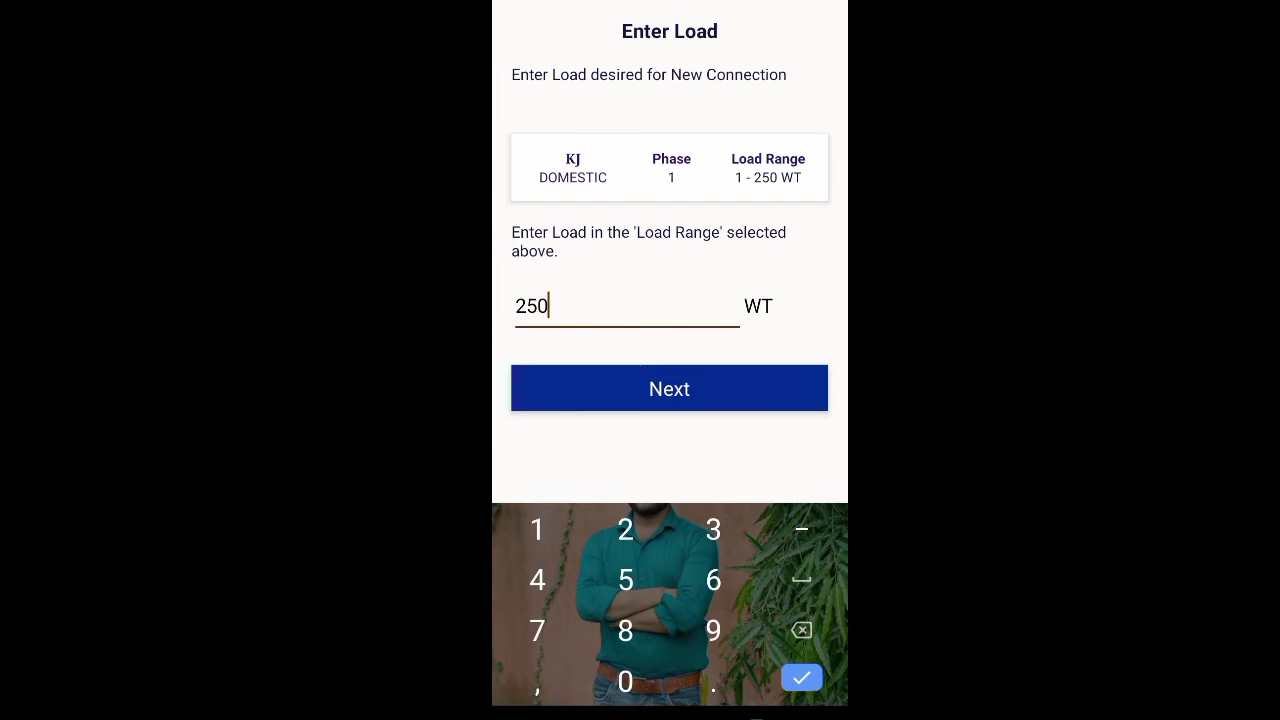 Enter Load
Enter Load desired for New Connection
KJ Phase Load Range
DOMESTIC 1 1 - 250 WT
Enter Load in the 'Load Range' selected
above.
250 WT
Next
1 2 3 -
4 5 6
7 8 9
, 0 .